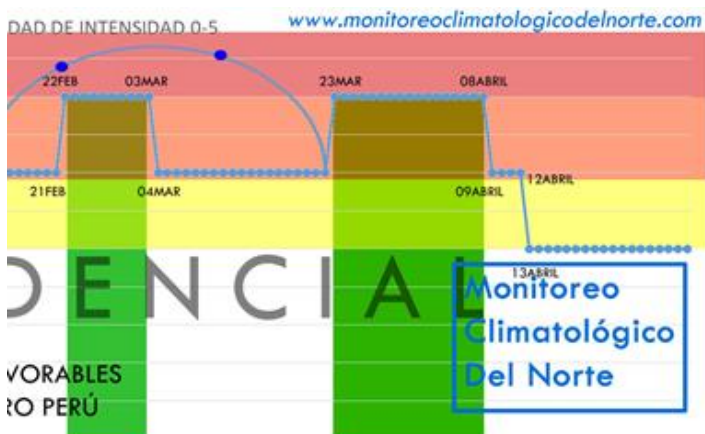 DAD DE INTENSIDAD 0-5
www.monitoreoclimatologicodelnorte.com
22FEB 03MAR 23MAR 08ABRIL
21FEB 04MAR 09ABRIL 12ABRIL
13ABRIL
DENCIAL
Monitoreo
Climatológico
Del Norte
VORABLES
RO PERÚ